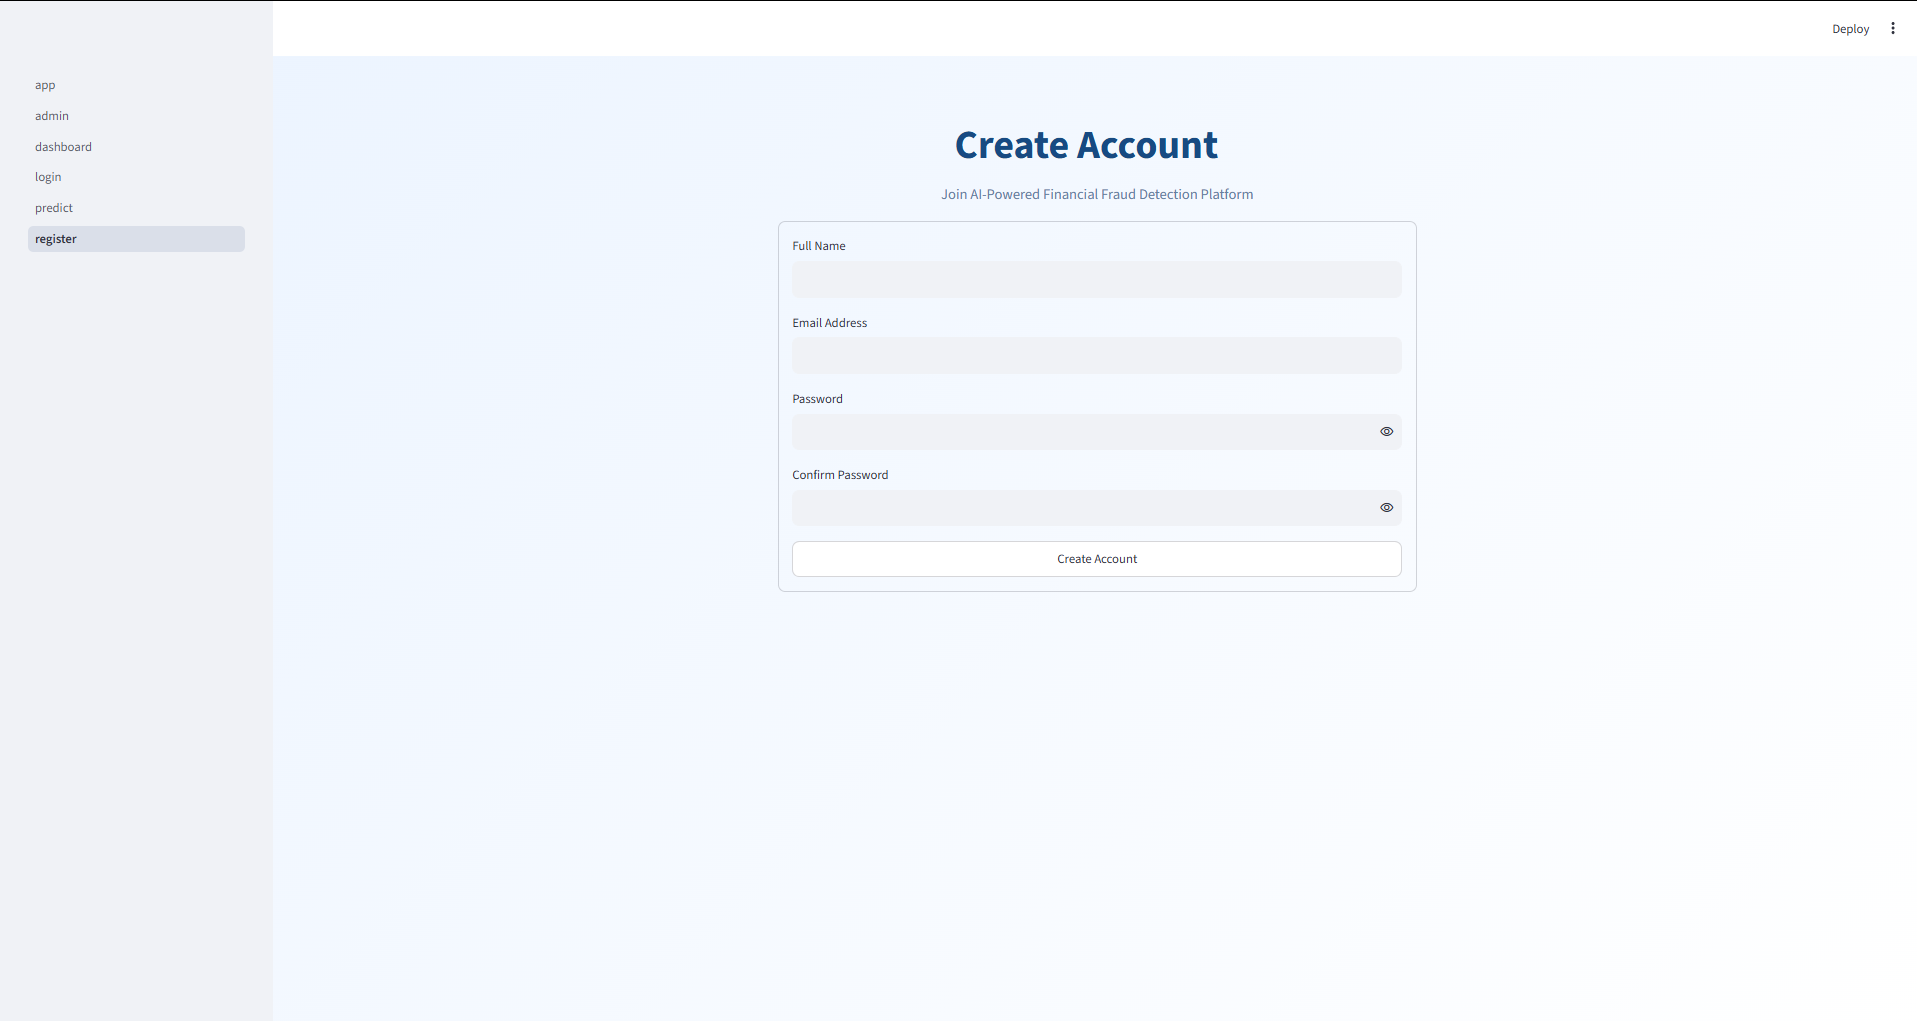 Deploy
app
admin
dashboard
login
predict
register
Create Account
Join AI-Powered Financial Fraud Detection Platform
Full Name
Email Address
Password
Confirm Password
Create Account